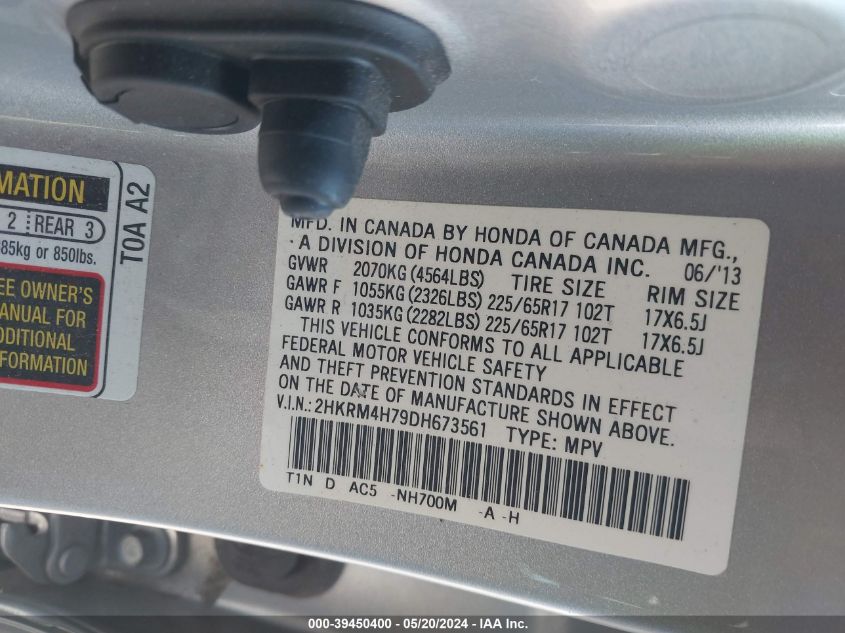 MATION
2 REAR 3
85kg or 850lbs.
EE OWNER'S
ANUAL FOR
DDITIONAL
FORMATION
T0A A2
MFD. IN CANADA BY HONDA OF CANADA MFG.,
A DIVISION OF HONDA CANADA INC. 06/'13
GVWR 2070KG (4564LBS) TIRE SIZE RIM SIZE
GAWR F 1055KG (2326LBS) 225/65R17 102T 17X6.5J
GAWR R 1035KG (2282LBS) 225/65R17 102T 17X6.5J
THIS VEHICLE CONFORMS TO ALL APPLICABLE
FEDERAL MOTOR VEHICLE SAFETY
AND THEFT PREVENTION STANDARDS IN EFFECT
ON THE DATE OF MANUFACTURE SHOWN ABOVE.
V.I.N.: 2HKRM4H79DH673561 TYPE: MPV
T1N D AC5 -NH700M -A -H
000-39450400 - 05/20/2024 - IAA Inc.